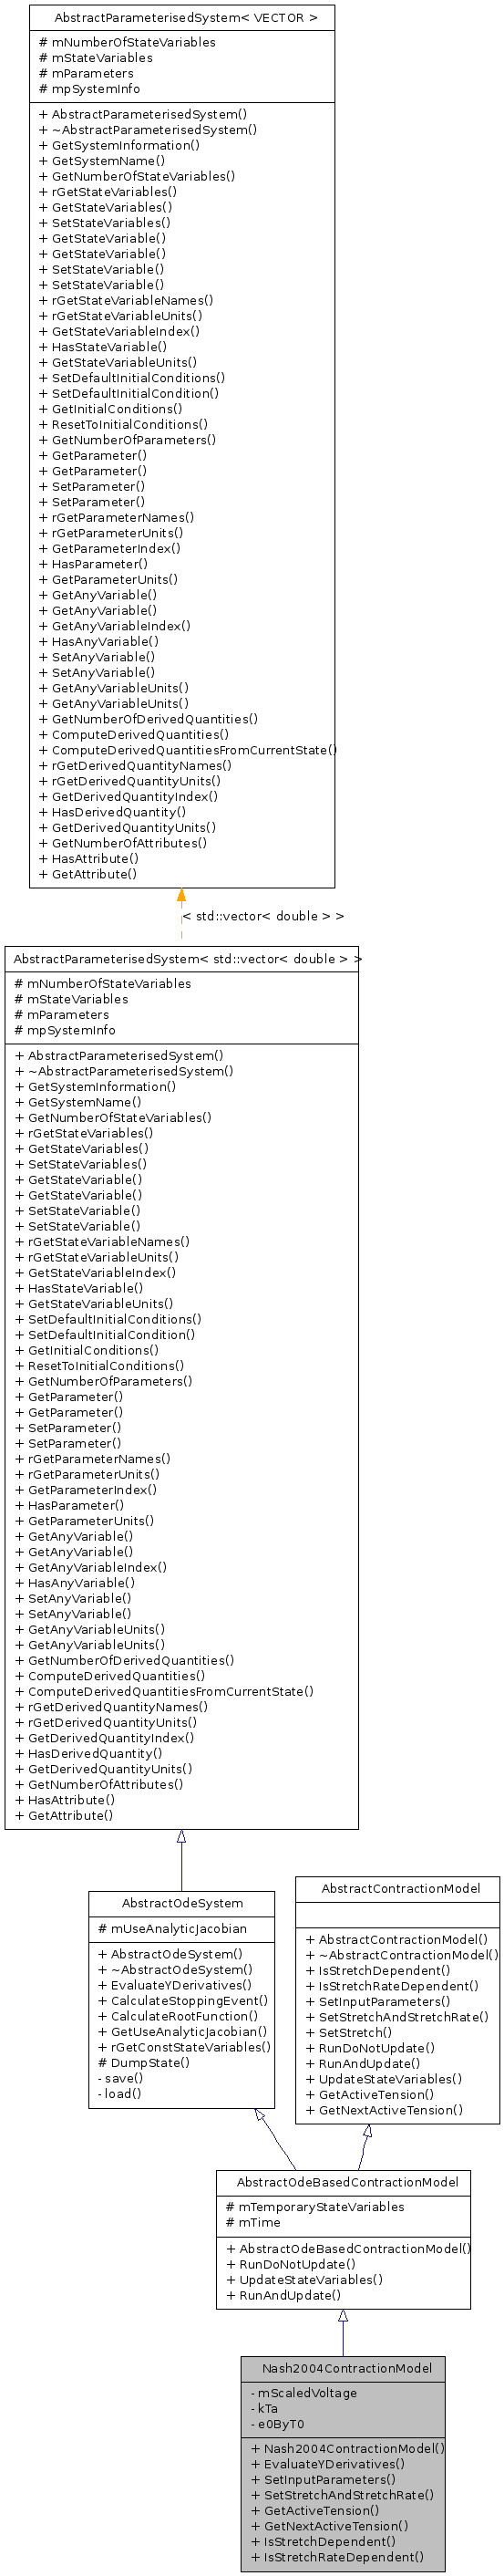 AbstractParameterisedSystem< VECTOR >
# mNumberOfStateVariables
# mStateVariables
# mParameters
# mpSystemInfo
+ AbstractParameterisedSystem()
+ ~AbstractParameterisedSystem()
+ GetSystemInformation()
+ GetSystemName()
+ GetNumberOfStateVariables()
+ rGetStateVariables()
+ GetStateVariables()
+ SetStateVariables()
+ GetStateVariable()
+ GetStateVariable()
+ SetStateVariable()
+ SetStateVariable()
+ rGetStateVariableNames()
+ rGetStateVariableUnits()
+ GetStateVariableIndex()
+ HasStateVariable()
+ GetStateVariableUnits()
+ SetDefaultInitialConditions()
+ SetDefaultInitialCondition()
+ GetInitialConditions()
+ ResetToInitialConditions()
+ GetNumberOfParameters()
+ GetParameter()
+ GetParameter()
+ SetParameter()
+ SetParameter()
+ rGetParameterNames()
+ rGetParameterUnits()
+ GetParameterIndex()
+ HasParameter()
+ GetParameterUnits()
+ GetAnyVariable()
+ GetAnyVariable()
+ GetAnyVariableIndex()
+ HasAnyVariable()
+ SetAnyVariable()
+ SetAnyVariable()
+ GetAnyVariableUnits()
+ GetAnyVariableUnits()
+ GetNumberOfDerivedQuantities()
+ ComputeDerivedQuantities()
+ ComputeDerivedQuantitiesFromCurrentState()
+ rGetDerivedQuantityNames()
+ rGetDerivedQuantityUnits()
+ GetDerivedQuantityIndex()
+ HasDerivedQuantity()
+ GetDerivedQuantityUnits()
+ GetNumberOfAttributes()
+ HasAttribute()
+ GetAttribute()
< std::vector< double > >
AbstractParameterisedSystem< std::vector< double > >
# mNumberOfStateVariables
# mStateVariables
# mParameters
# mpSystemInfo
+ AbstractParameterisedSystem()
+ ~AbstractParameterisedSystem()
+ GetSystemInformation()
+ GetSystemName()
+ GetNumberOfStateVariables()
+ rGetStateVariables()
+ GetStateVariables()
+ SetStateVariables()
+ GetStateVariable()
+ GetStateVariable()
+ SetStateVariable()
+ SetStateVariable()
+ rGetStateVariableNames()
+ rGetStateVariableUnits()
+ GetStateVariableIndex()
+ HasStateVariable()
+ GetStateVariableUnits()
+ SetDefaultInitialConditions()
+ SetDefaultInitialCondition()
+ GetInitialConditions()
+ ResetToInitialConditions()
+ GetNumberOfParameters()
+ GetParameter()
+ GetParameter()
+ SetParameter()
+ SetParameter()
+ rGetParameterNames()
+ rGetParameterUnits()
+ GetParameterIndex()
+ HasParameter()
+ GetParameterUnits()
+ GetAnyVariable()
+ GetAnyVariable()
+ GetAnyVariableIndex()
+ HasAnyVariable()
+ SetAnyVariable()
+ SetAnyVariable()
+ GetAnyVariableUnits()
+ GetAnyVariableUnits()
+ GetNumberOfDerivedQuantities()
+ ComputeDerivedQuantities()
+ ComputeDerivedQuantitiesFromCurrentState()
+ rGetDerivedQuantityNames()
+ rGetDerivedQuantityUnits()
+ GetDerivedQuantityIndex()
+ HasDerivedQuantity()
+ GetDerivedQuantityUnits()
+ GetNumberOfAttributes()
+ HasAttribute()
+ GetAttribute()
AbstractOdeSystem
# mUseAnalyticJacobian
+ AbstractOdeSystem()
+ ~AbstractOdeSystem()
+ EvaluateYDerivatives()
+ CalculateStoppingEvent()
+ CalculateRootFunction()
+ GetUseAnalyticJacobian()
+ rGetConstStateVariables()
# DumpState()
- save()
- load()
AbstractContractionModel
+ AbstractContractionModel()
+ ~AbstractContractionModel()
+ IsStretchDependent()
+ IsStretchRateDependent()
+ SetInputParameters()
+ SetStretchAndStretchRate()
+ SetStretch()
+ RunDoNotUpdate()
+ RunAndUpdate()
+ UpdateStateVariables()
+ GetActiveTension()
+ GetNextActiveTension()
AbstractOdeBasedContractionModel
# mTemporaryStateVariables
# mTime
+ AbstractOdeBasedContractionModel()
+ RunDoNotUpdate()
+ UpdateStateVariables()
+ RunAndUpdate()
Nash2004ContractionModel
- mScaledVoltage
- kTa
- e0ByT0
+ Nash2004ContractionModel()
+ EvaluateYDerivatives()
+ SetInputParameters()
+ SetStretchAndStretchRate()
+ GetActiveTension()
+ GetNextActiveTension()
+ IsStretchDependent()
+ IsStretchRateDependent()